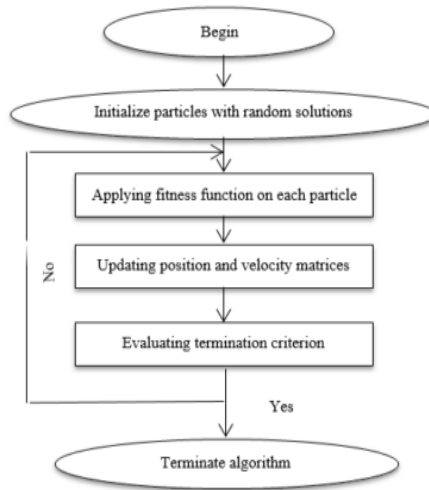 Begin
Initialize particles with random solutions
Applying fitness function on each particle
Updating position and velocity matrices
No
Evaluating termination criterion
Yes
Terminate algorithm